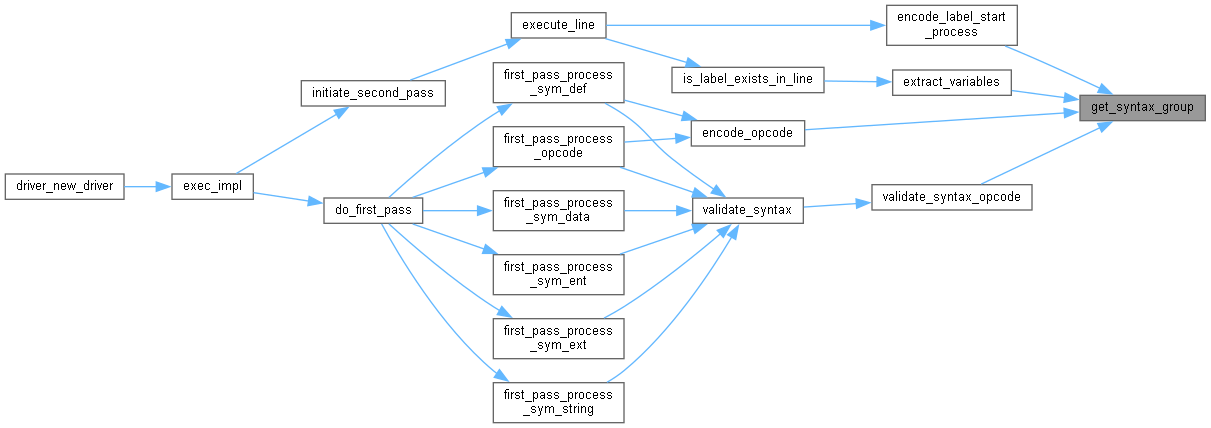 execute_line
encode_label_start
_process
initiate_second_pass
first_pass_process
_sym_def
is_label_exists_in_line
extract_variables
get_syntax_group
first_pass_process
_opcode
encode_opcode
driver_new_driver
exec_impl
do_first_pass
first_pass_process
_sym_data
validate_syntax
validate_syntax_opcode
first_pass_process
_sym_ent
first_pass_process
_sym_ext
first_pass_process
_sym_string